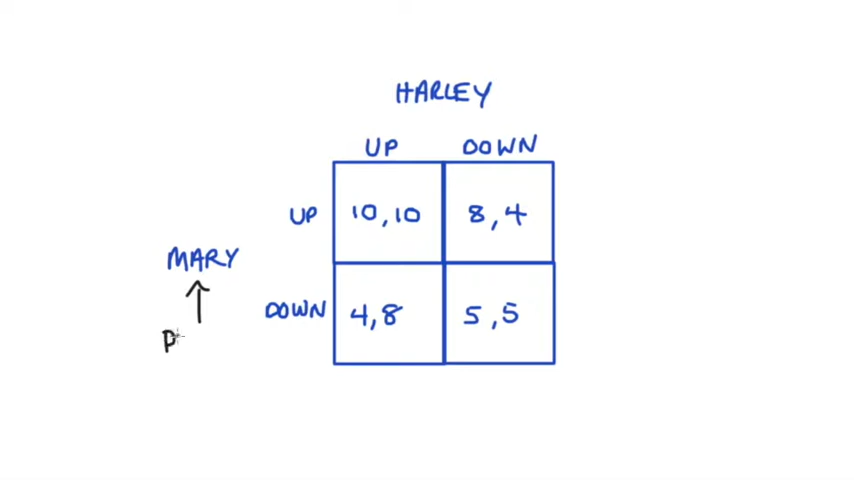 HARLEY
UP DOWN
UP 10,10 8,4
MARY
DOWN 4,8 5,5
P